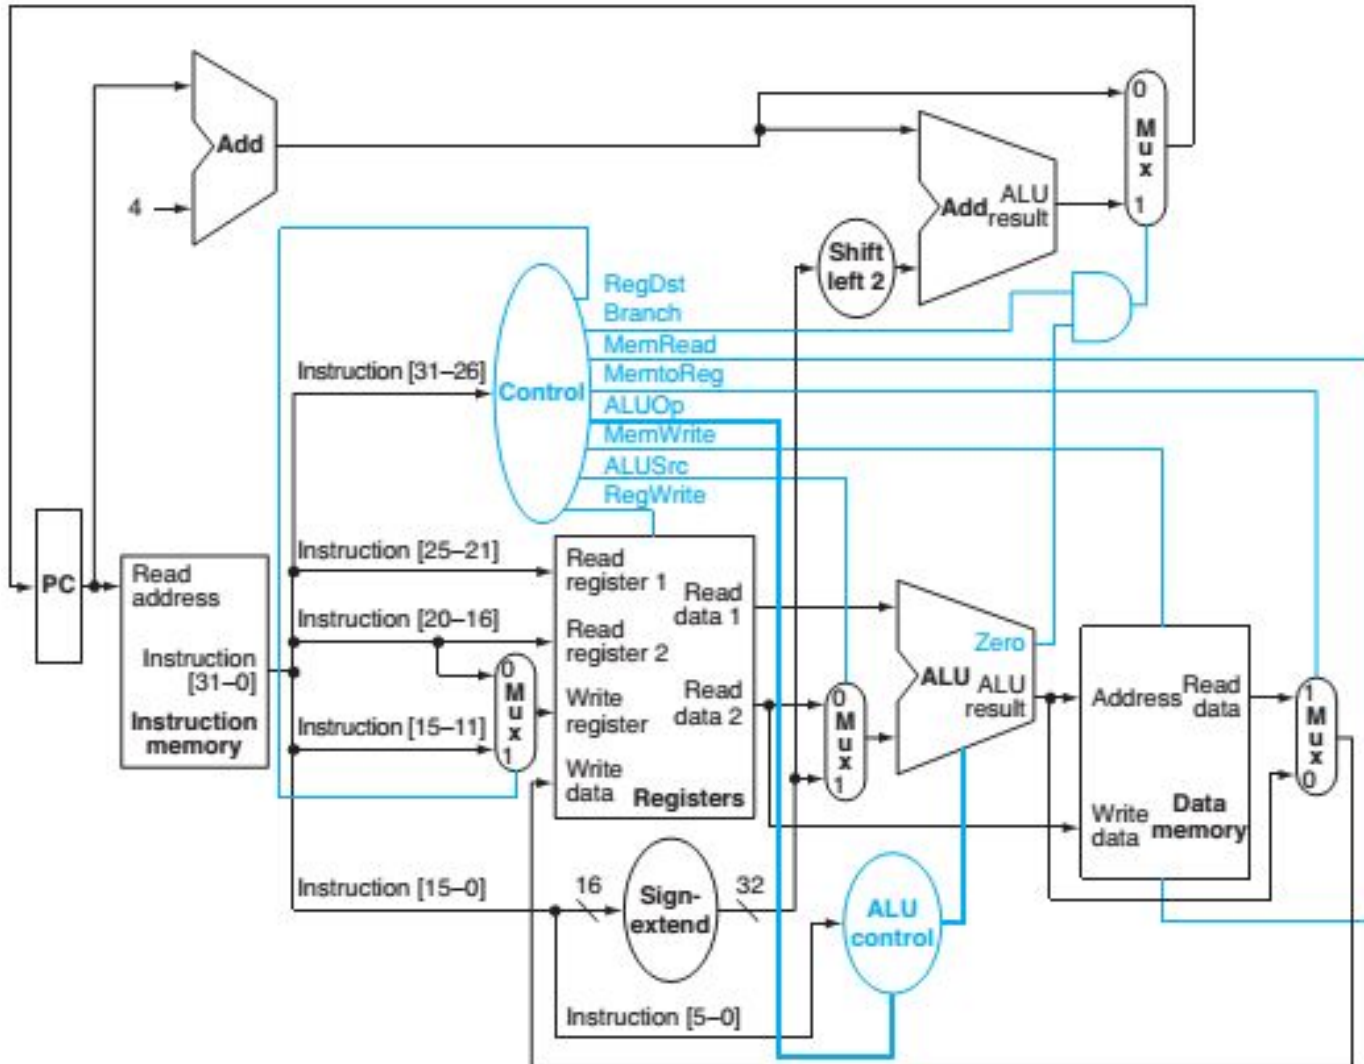 0
M
u
x
1
Add
4
Add
ALU
result
Shift
left 2
RegDst
Branch
MemRead
MemtoReg
ALUOp
MemWrite
ALUSrc
RegWrite
Instruction [31–26]
Control
PC
Read
address
Instruction
[31–0]
Instruction
memory
Instruction [25–21]
Instruction [20–16]
Instruction [15–11]
0
M
u
x
1
Read
register 1
Read
register 2
Write
register
Write
data
Read
data 1
Read
data 2
Registers
0
M
u
x
1
Zero
ALU
ALU
result
Address
Read
data
Write
data
Data
memory
1
M
u
x
0
Instruction [15–0]
16
Sign-
extend
32
ALU
control
Instruction [5–0]